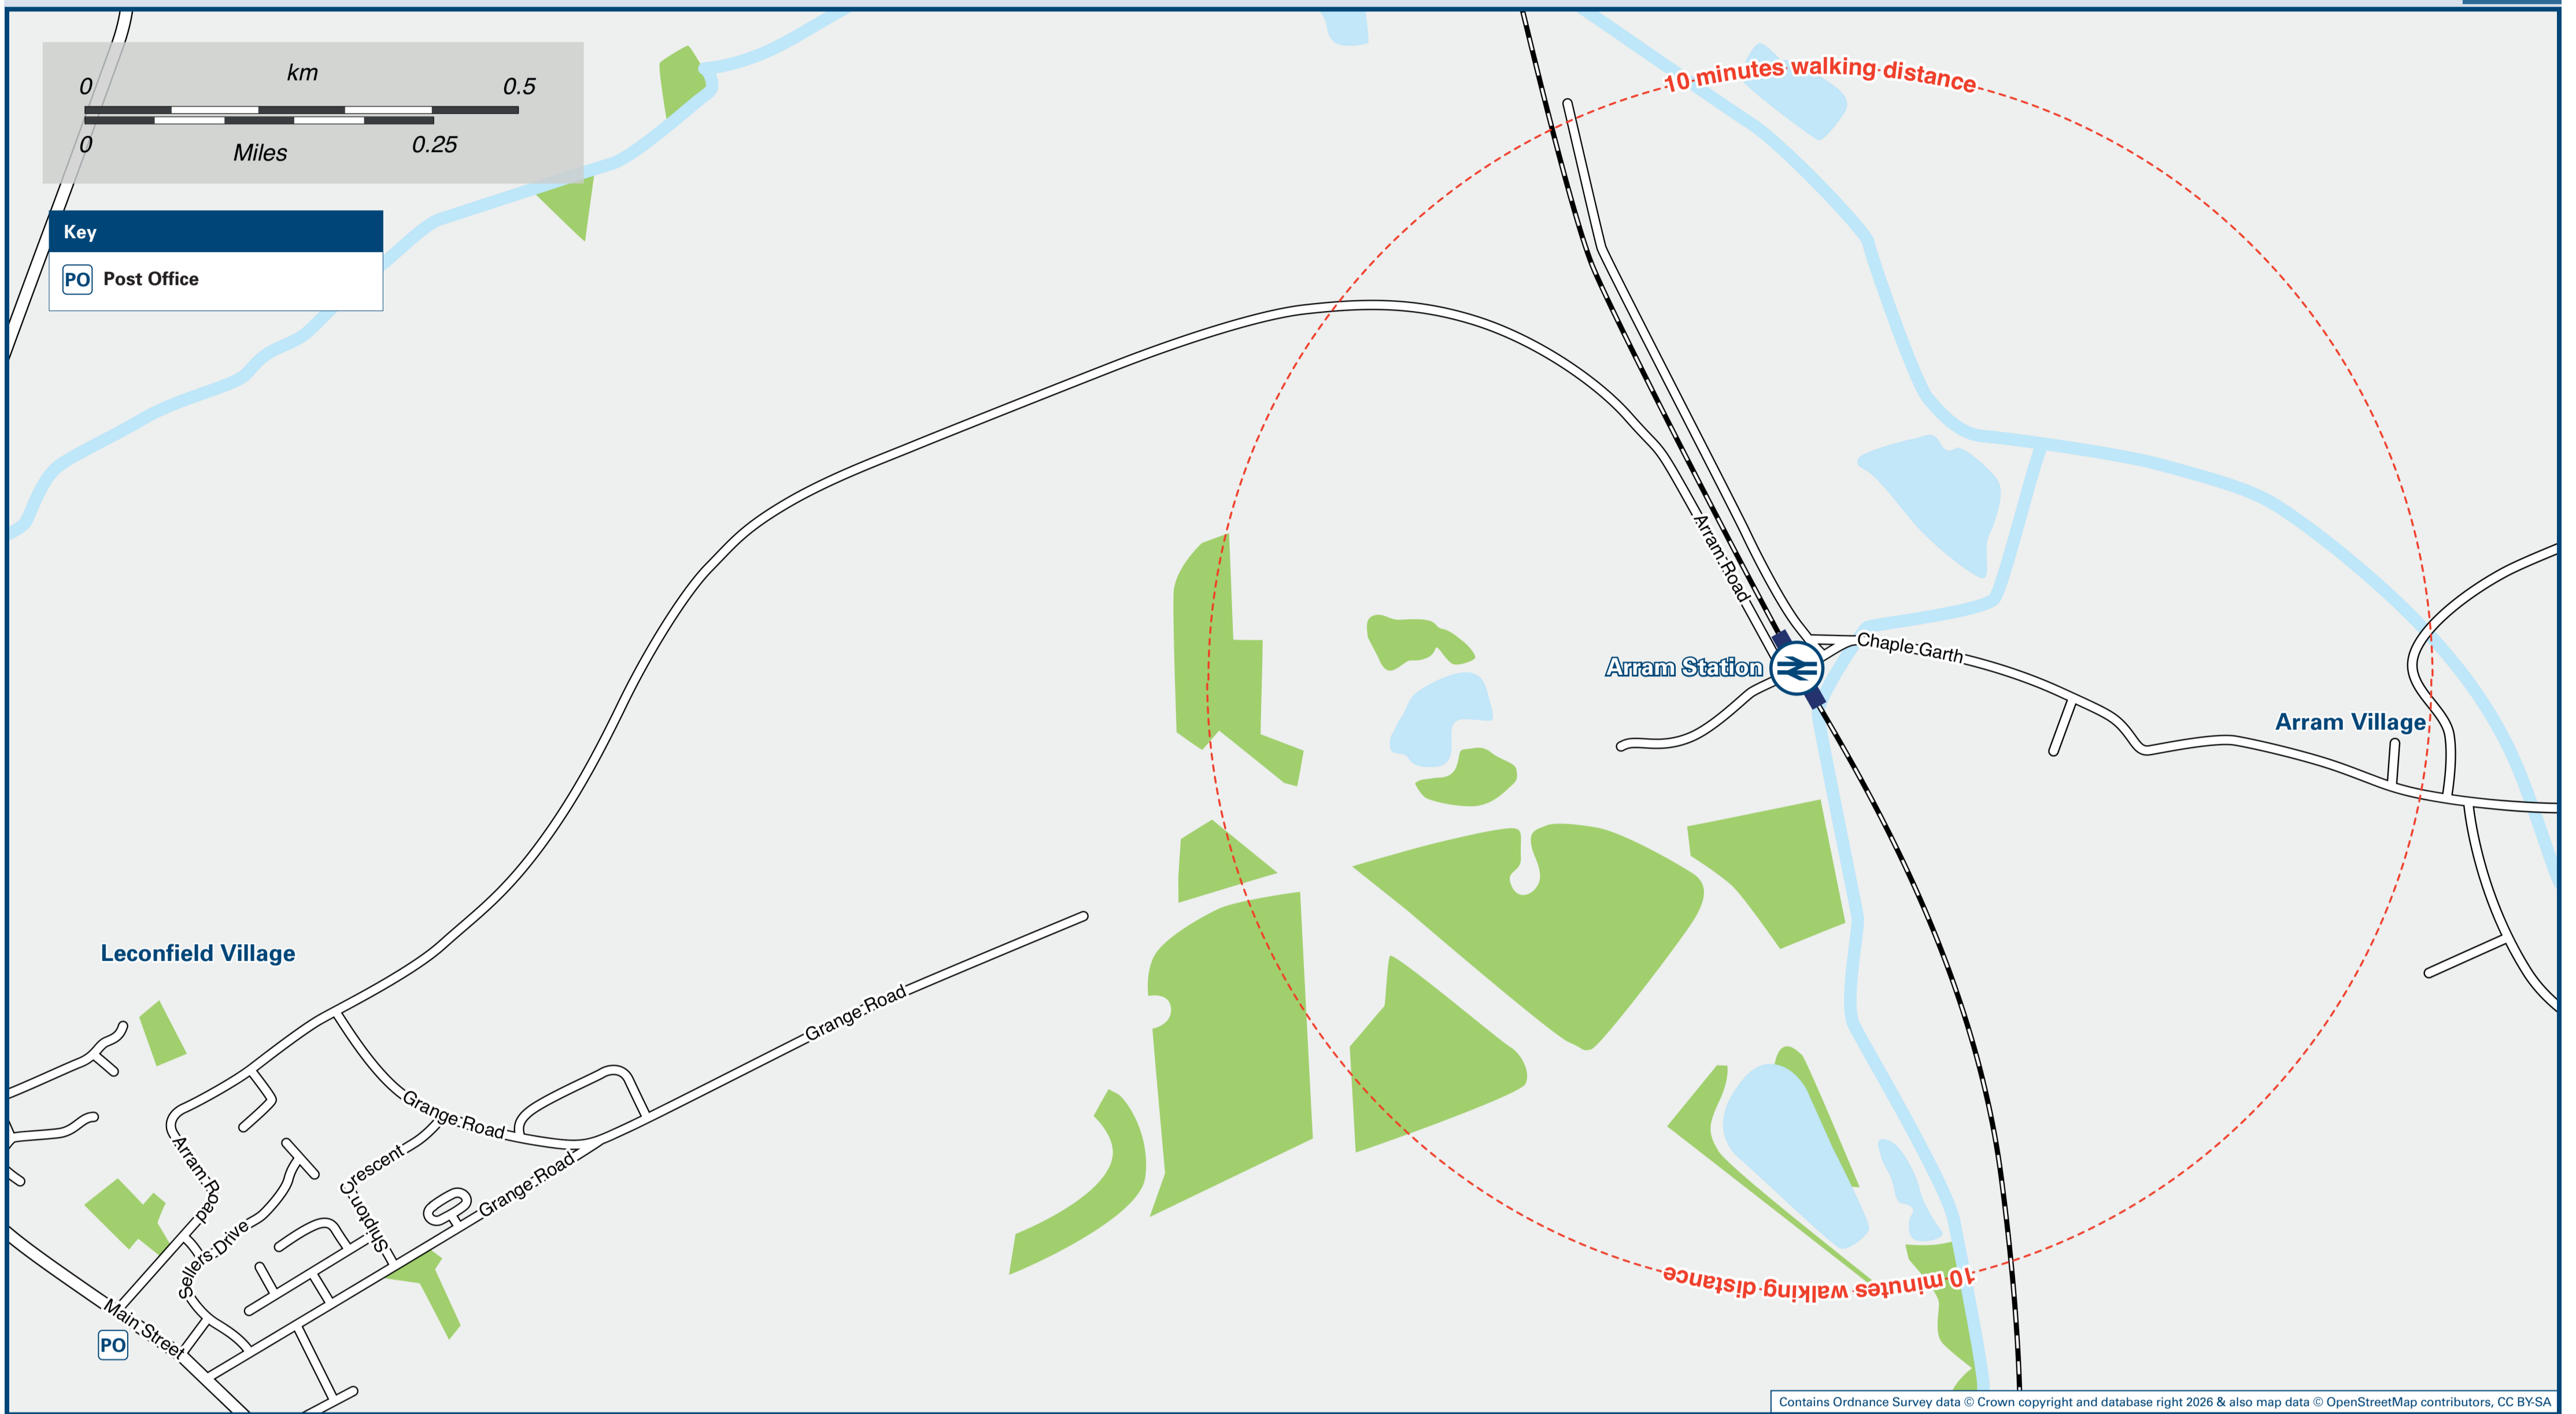 10 minutes walking distance
km
0 0.5
0 0.25
Miles
Key
PO Post Office
Arram Road
Arram Station
Chaple Garth
Arram Village
Leconfield Village
Grange Road
Grange Road
Arram Road
Crescent
Shipton
Grange Road
Sellers Drive
Main Street
PO
10 minutes walking distance
Contains Ordnance Survey data © Crown copyright and database right 2026 & also map data © OpenStreetMap contributors, CC BY-SA